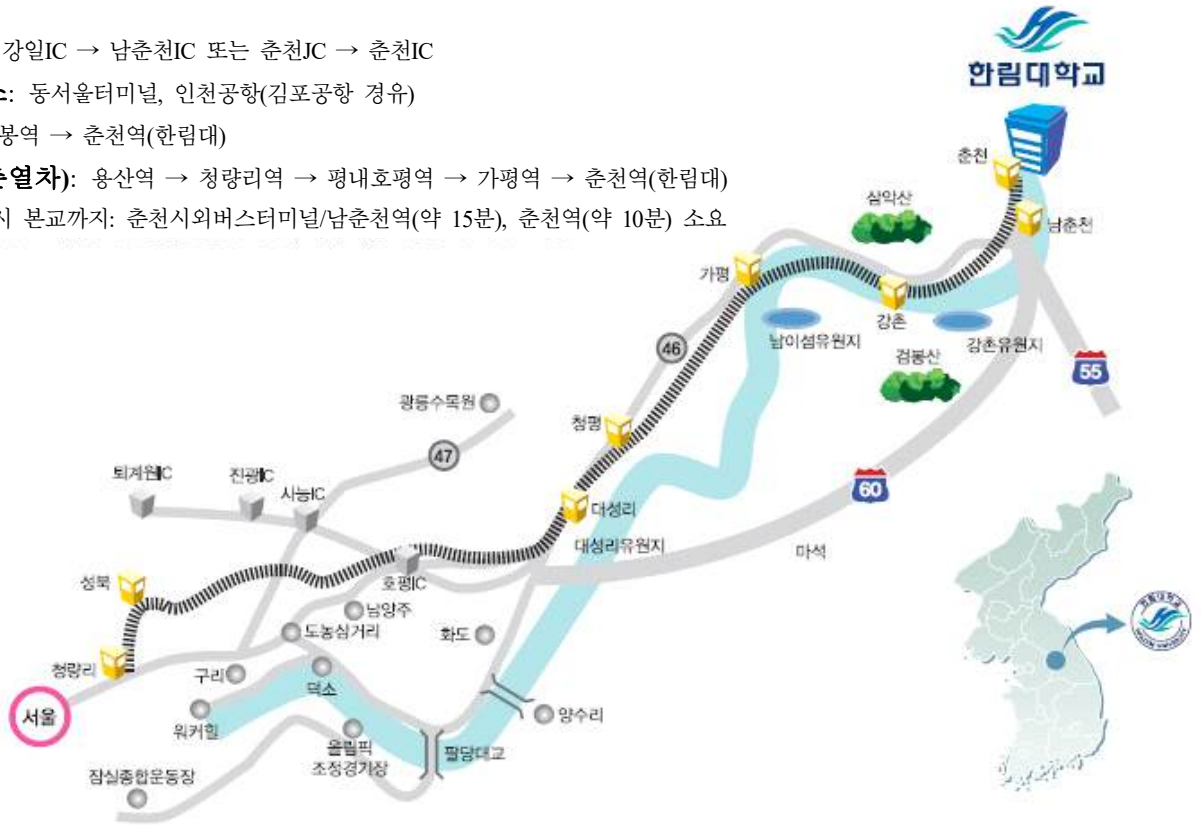 강일IC → 남춘천IC 또는 춘천JC → 춘천IC
: 동서울터미널, 인천공항(김포공항 경유)
봉역 → 춘천역(한림대)
열차): 용산역 → 청량리역 → 평내호평역 → 가평역 → 춘천역(한림대)
시 본교까지: 춘천시외버스터미널/남춘천역(약 15분), 춘천역(약 10분) 소요
한림대학교
춘천
삼악산
남춘천
가평
강촌
남이섬유원지
강촌유원지
46
검봉산
55
광릉수목원
청평
47
퇴계원IC
진광IC
사능IC
60
대성리
대성리유원지
마석
성북
호평IC
남양주
도농삼거리
화도
청량리
구리
덕소
서울
워커힐
양수리
올림픽
조정경기장
팔당대교
잠실종합운동장
한림대학교
HALLYM UNIVERSITY